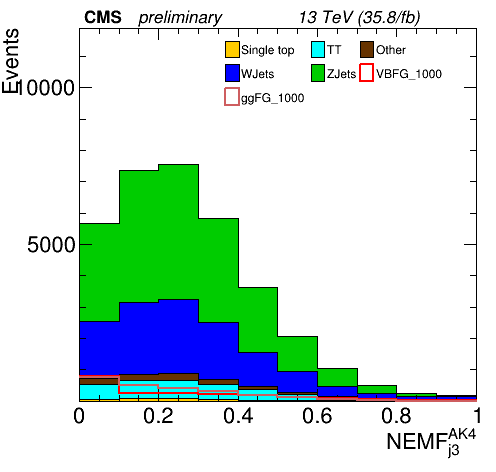 CMS preliminary 13 TeV (35.8/fb)
Events
Single top TT Other
WJets ZJets VBFG_1000
ggFG_1000
10000
5000
0 0.2 0.4 0.6 0.8 1
NEMF_{j3}^{AK4}